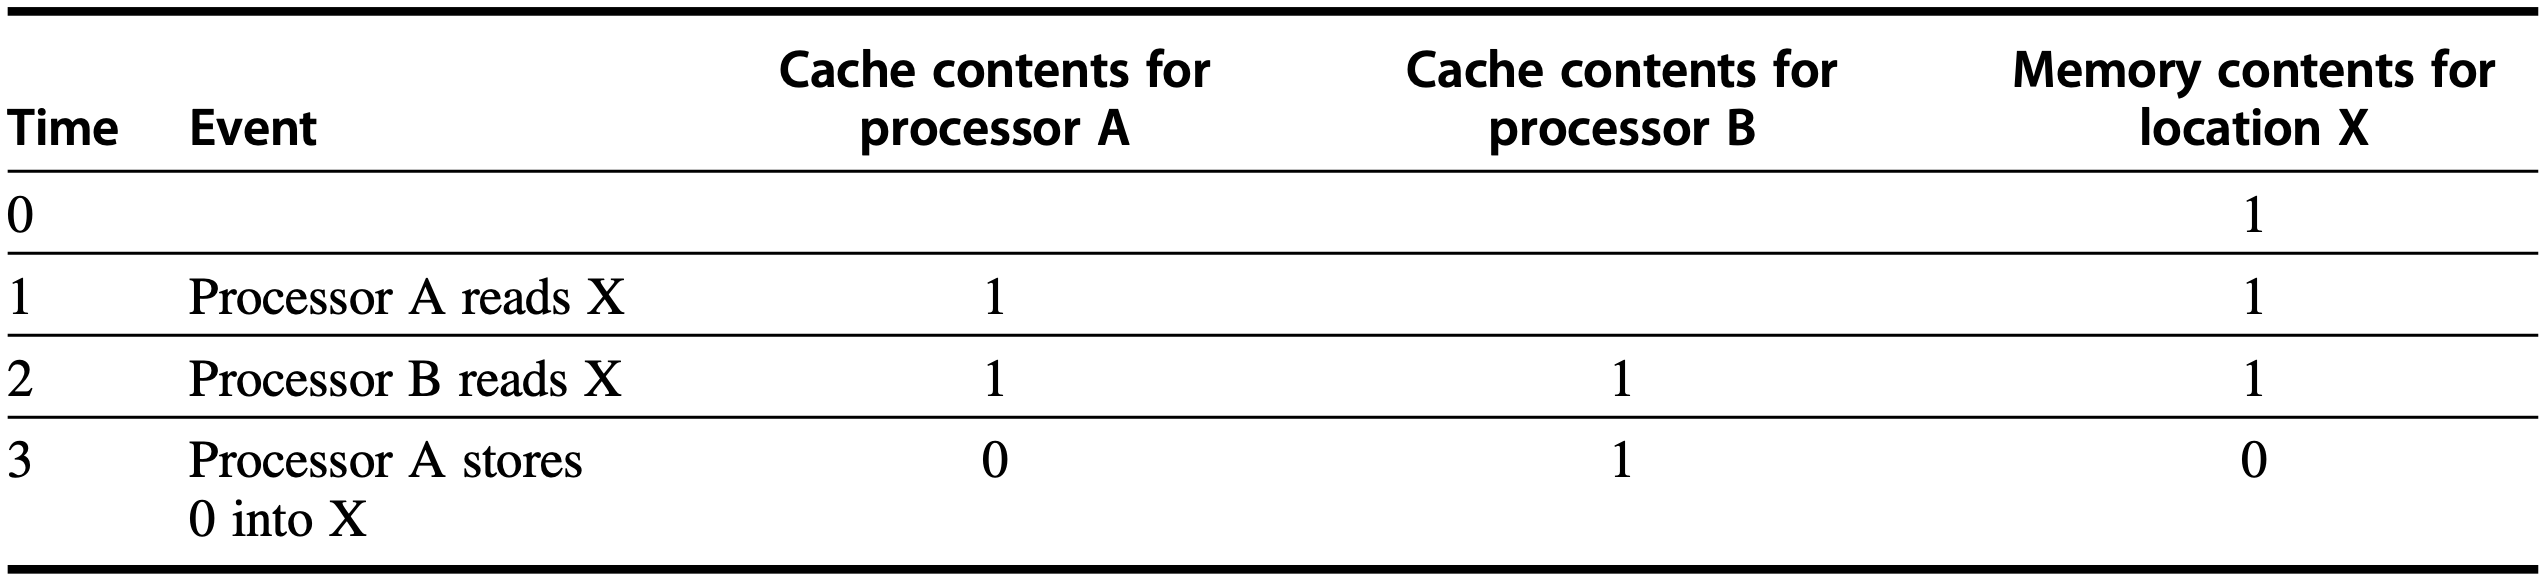 Time Event Cache contents for processor A Cache contents for processor B Memory contents for location X
0 1
1 Processor A reads X 1 1
2 Processor B reads X 1 1 1
3 Processor A stores 0 1 0
0 into X